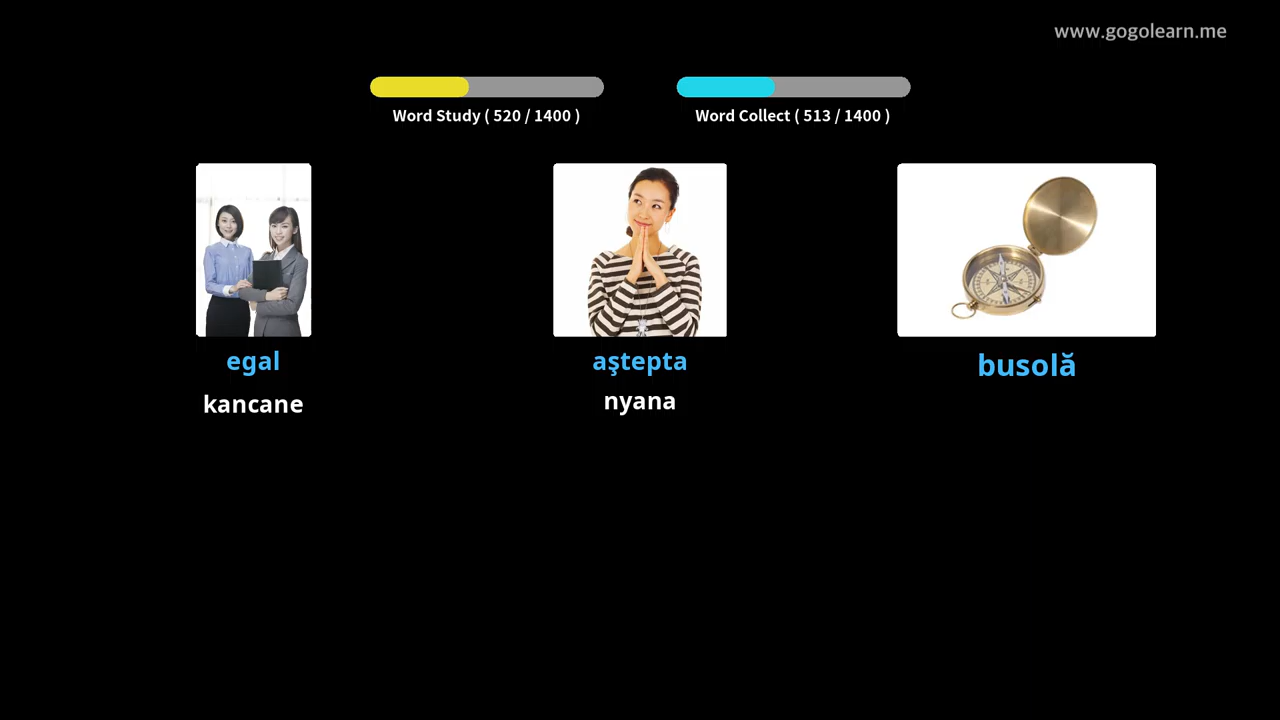 www.gogolearn.me
Word Study ( 520 / 1400 )
Word Collect ( 513 / 1400 )
egal
kancane
aştepta
nyana
busolă